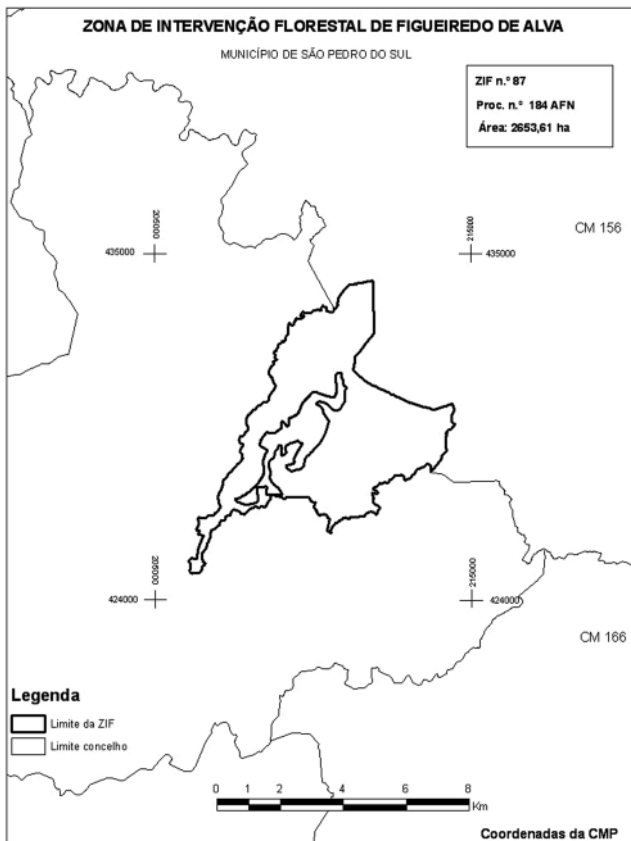 ZONA DE INTERVENÇÃO FLORESTAL DE FIGUEIREDO DE ALVA
MUNICÍPIO DE SÃO PEDRO DO SUL
ZIF n.º 87
Proc. n.º 184 AFN
Área: 2653,61 ha
CM 156
205000
215000
435000
435000
205000
215000
424000
424000
CM 166
Legenda
Limite da ZIF
Limite concelho
0 1 2 4 6 8
Km
Coordenadas da CMP